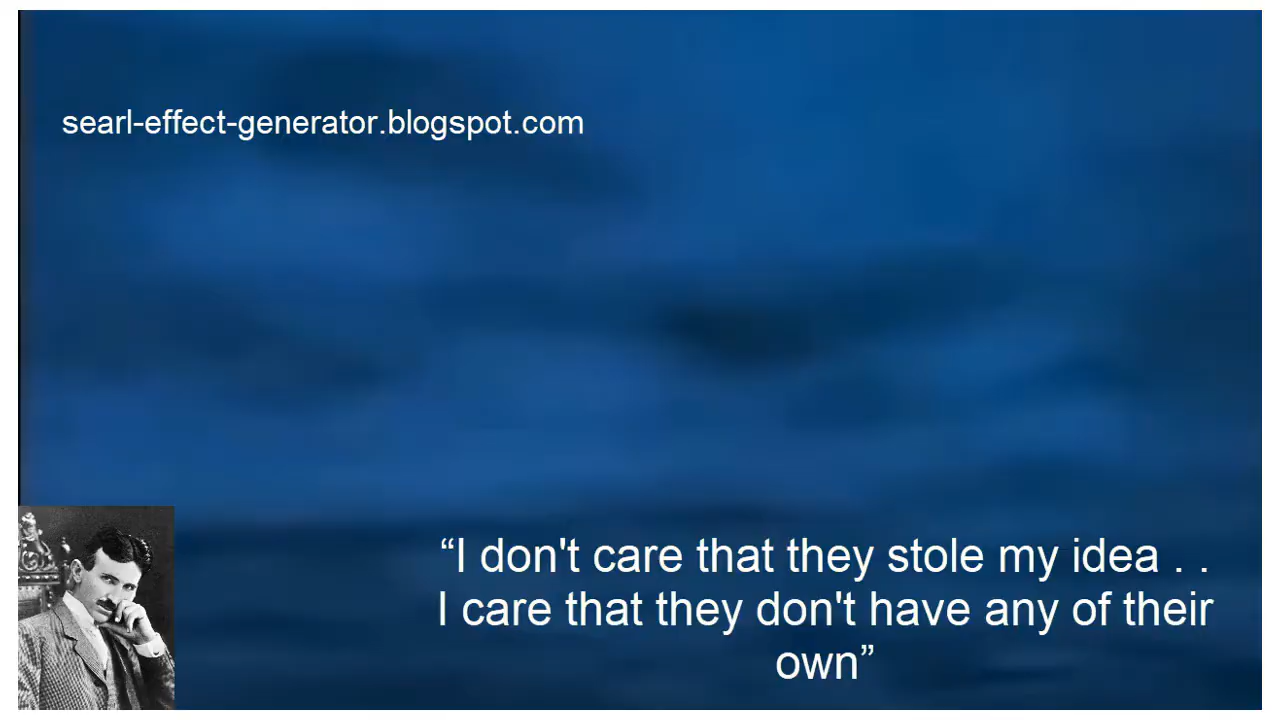 searl-effect-generator.blogspot.com
“I don't care that they stole my idea . .
I care that they don't have any of their
own”